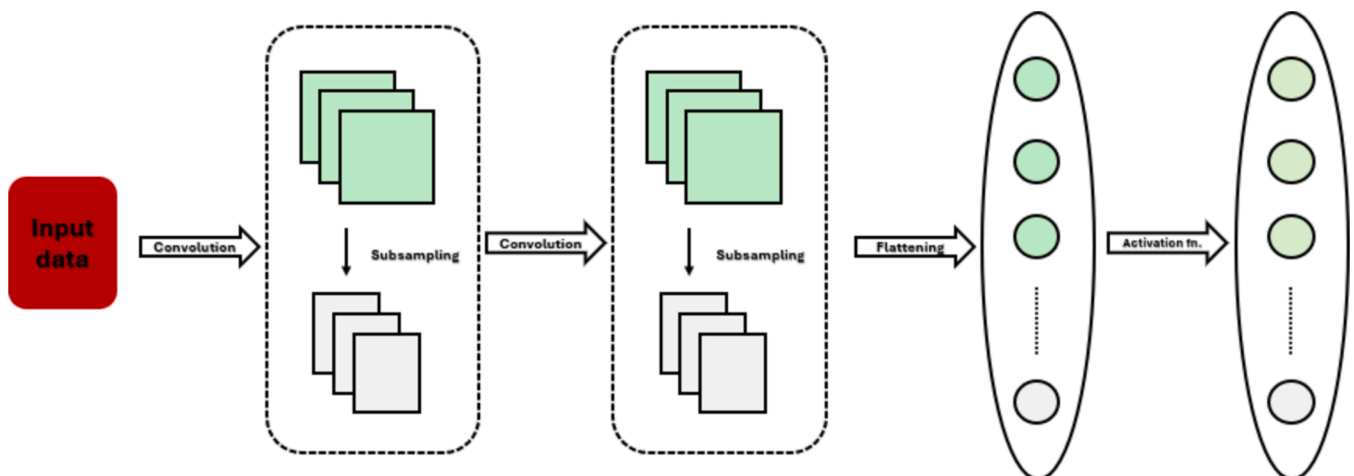 Input
data
Convolution
Subsampling
Convolution
Subsampling
Flattening
Activation fn.